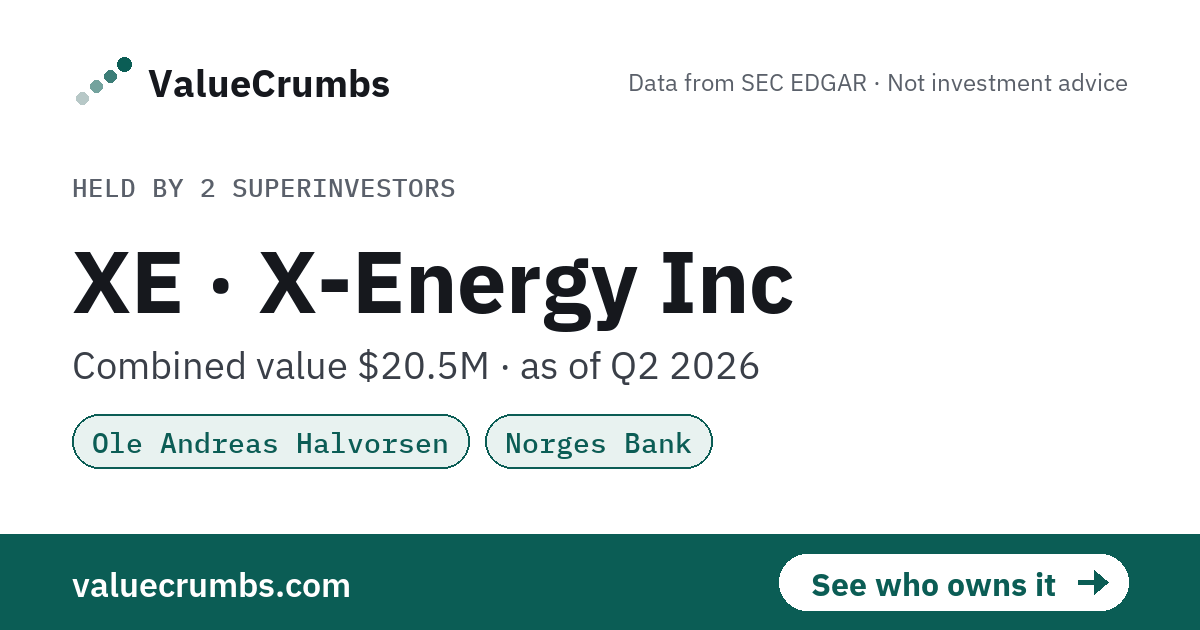 ValueCrumbs
Data from SEC EDGAR · Not investment advice
HELD BY 2 SUPERINVESTORS
XE · X-Energy Inc
Combined value $20.5M · as of Q2 2026
Ole Andreas Halvorsen
Norges Bank
valuecrumbs.com
See who owns it →